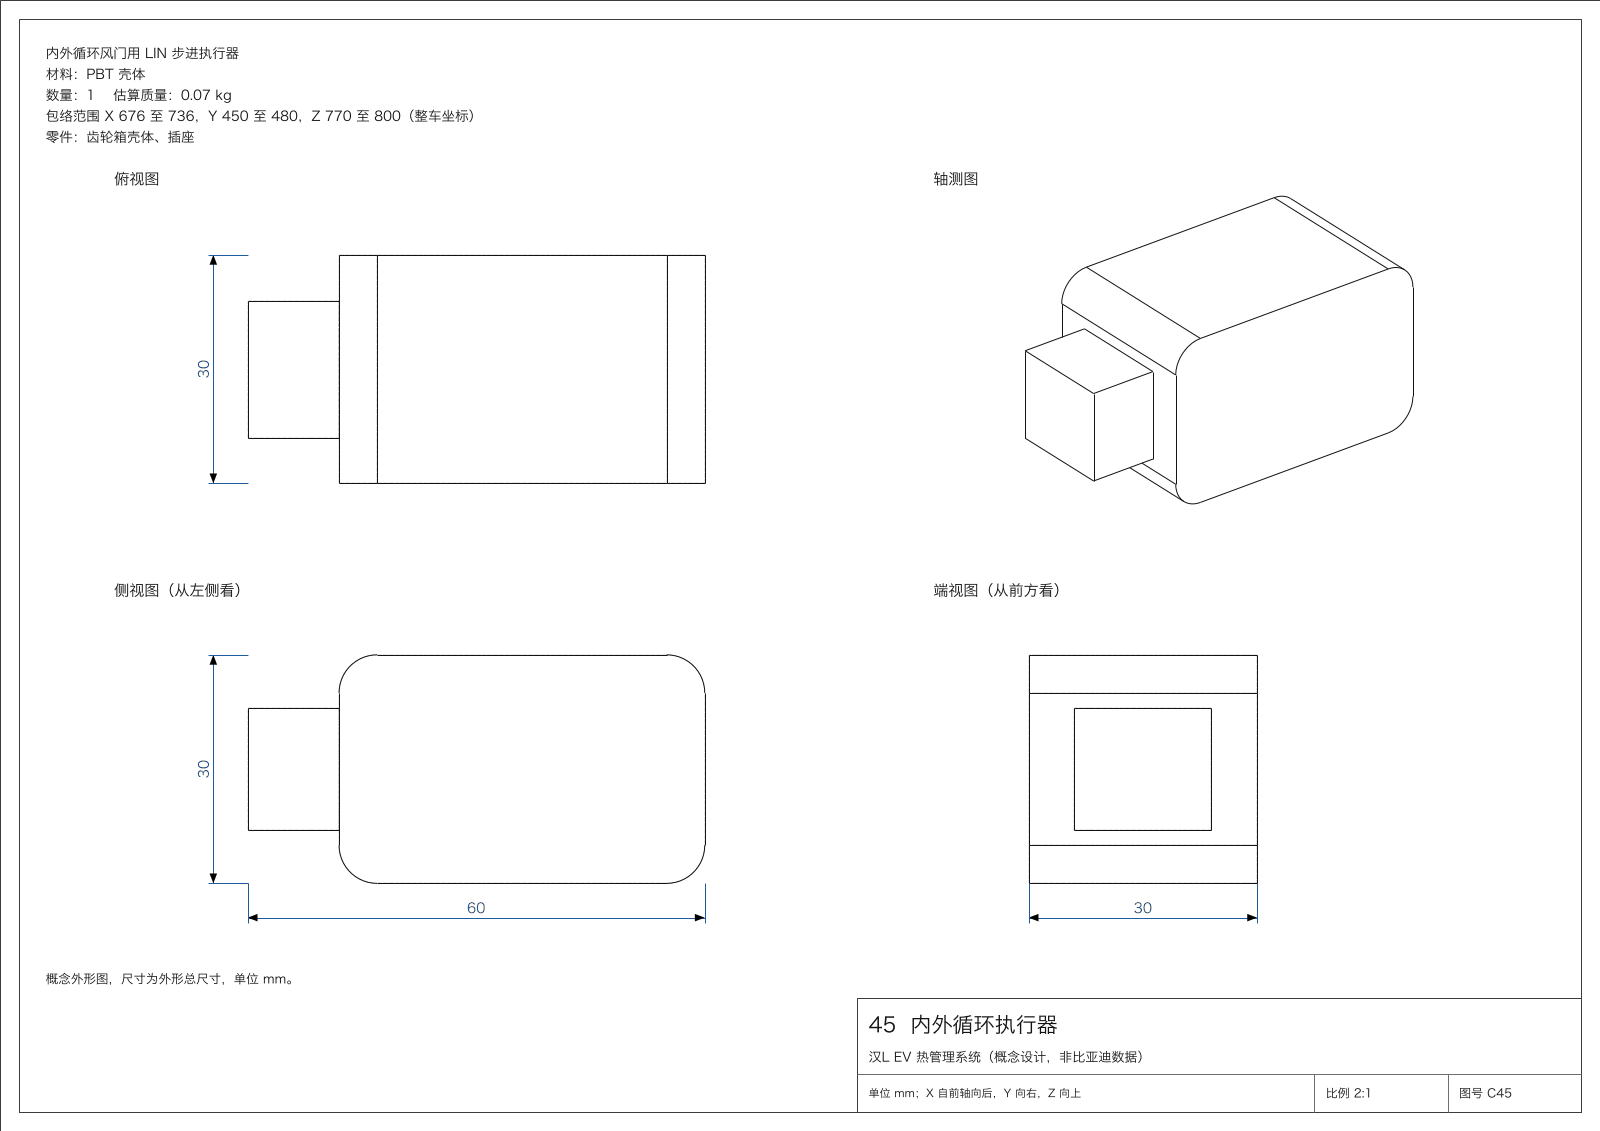 内外循环风门用 LIN 步进执行器
材料：PBT 壳体
数量：1　估算质量：0.07 kg
包络范围 X 676 至 736，Y 450 至 480，Z 770 至 800（整车坐标）
零件：齿轮箱壳体、插座
俯视图
轴测图
30
侧视图（从左侧看）
端视图（从前方看）
30
60
30
概念外形图，尺寸为外形总尺寸，单位 mm。
45 内外循环执行器
汉L EV 热管理系统（概念设计，非比亚迪数据）
单位 mm；X 自前轴向后，Y 向右，Z 向上
比例 2:1
图号 C45